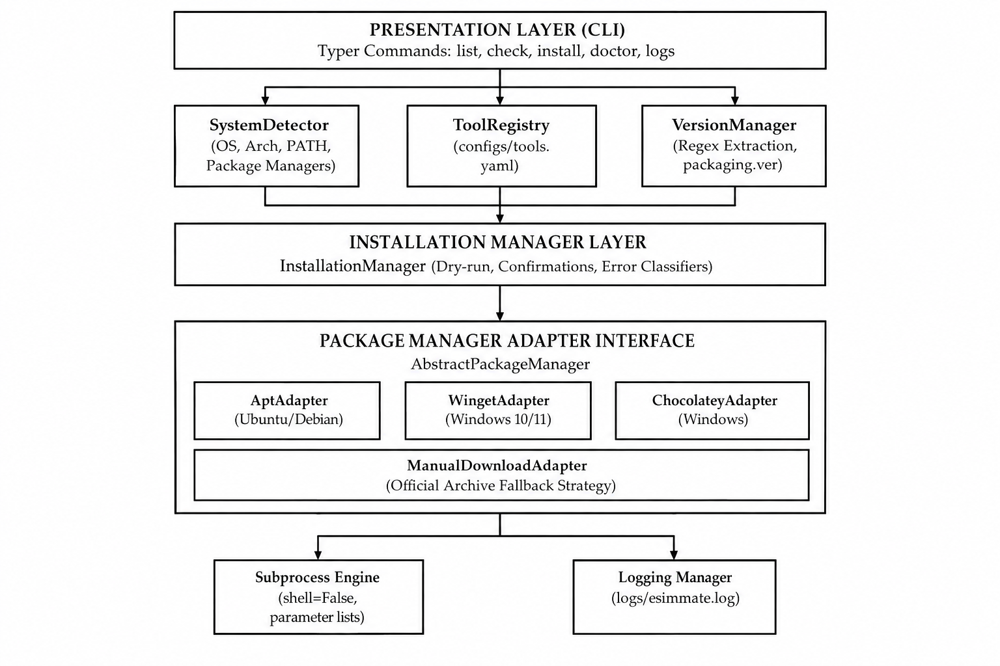 PRESENTATION LAYER (CLI)
Typer Commands: list, check, install, doctor, logs
SystemDetector
(OS, Arch, PATH,
Package Managers)
ToolRegistry
(configs/tools.
yaml)
VersionManager
(Regex Extraction,
packaging.ver)
INSTALLATION MANAGER LAYER
InstallationManager (Dry-run, Confirmations, Error Classifiers)
PACKAGE MANAGER ADAPTER INTERFACE
AbstractPackageManager
AptAdapter
(Ubuntu/Debian)
WingetAdapter
(Windows 10/11)
ChocolateyAdapter
(Windows)
ManualDownloadAdapter
(Official Archive Fallback Strategy)
Subprocess Engine
(shell=False,
parameter lists)
Logging Manager
(logs/esimmate.log)